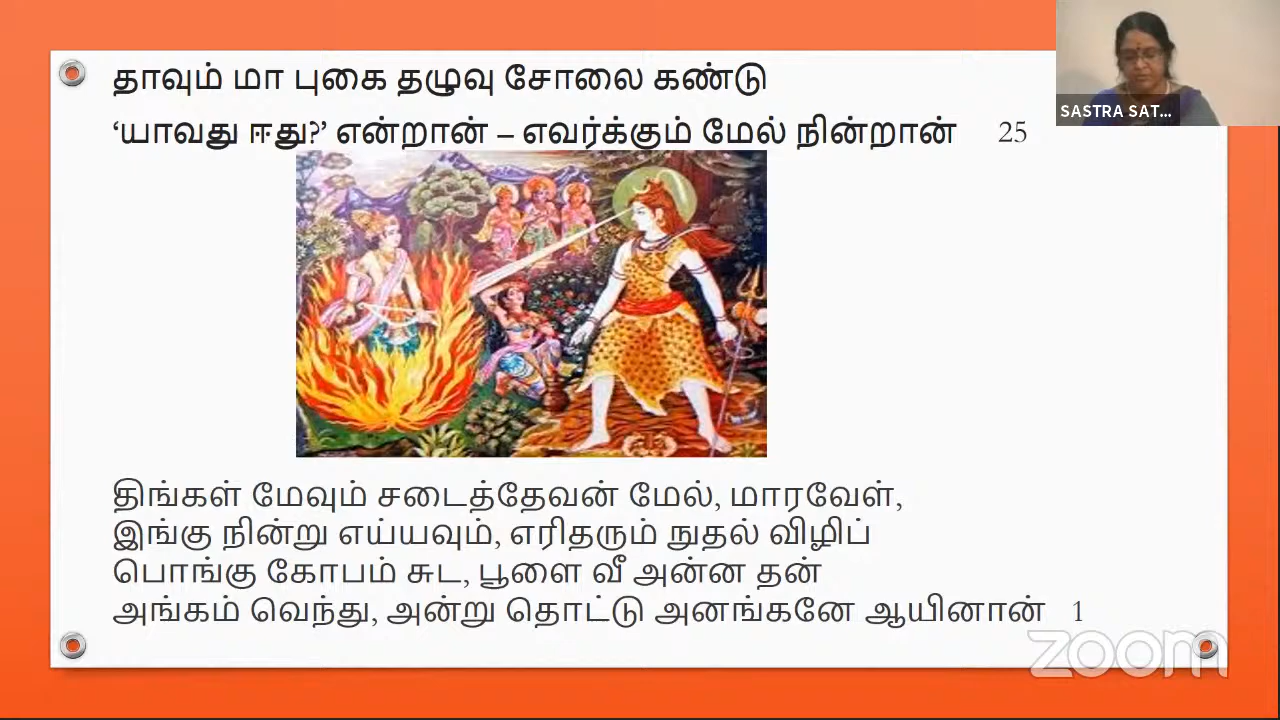 தாவும் மா புகை தழுவு சோலை கண்டு
‘யாவது ஈது?’ என்றான் – எவர்க்கும் மேல் நின்றான் 25
SASTRA SAT...
திங்கள் மேவும் சடைத்தேவன் மேல், மாரவேள்,
இங்கு நின்று எய்யவும், எரிதரும் நுதல் விழிப்
பொங்கு கோபம் சுட, பூளை வீ அன்ன தன்
அங்கம் வெந்து, அன்று தொட்டு அனங்கனே ஆயினான் 1
zoom